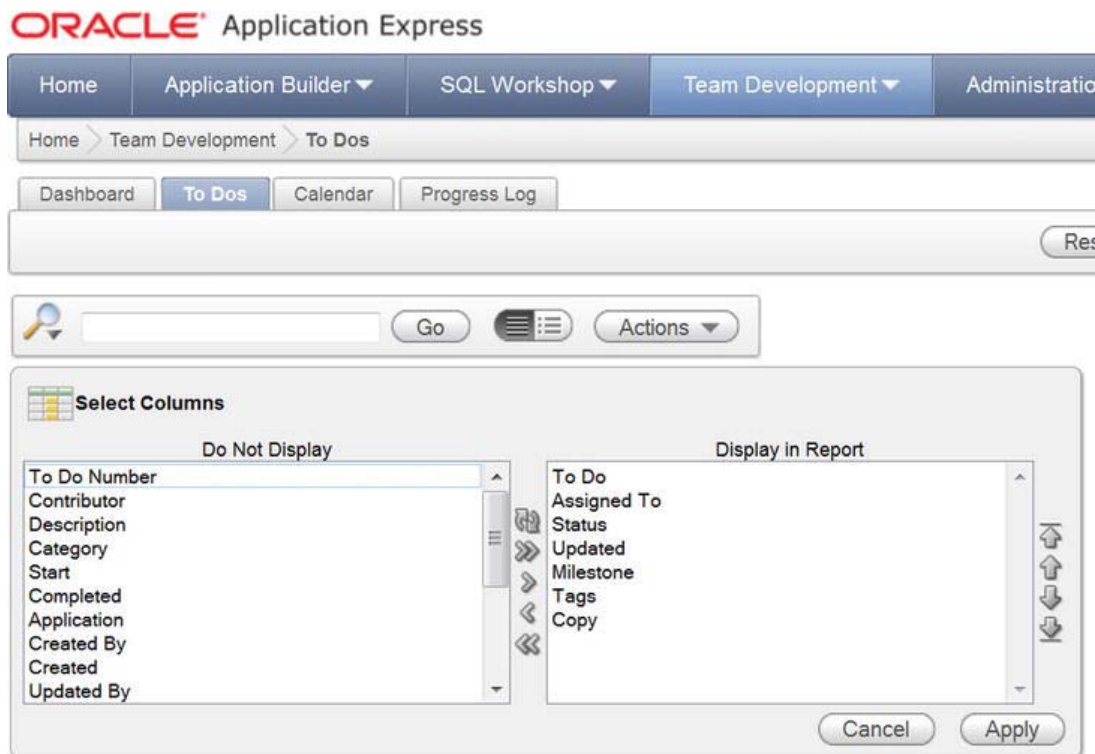 ORACLE Application Express
Home Application Builder SQL Workshop Team Development Administratio
Home Team Development To Dos
Dashboard To Dos Calendar Progress Log
Res
Go Actions
Select Columns
Do Not Display Display in Report
To Do Number To Do
Contributor Assigned To
Description Status
Category Updated
Start Milestone
Completed Tags
Application Copy
Created By
Created
Updated By
Cancel Apply